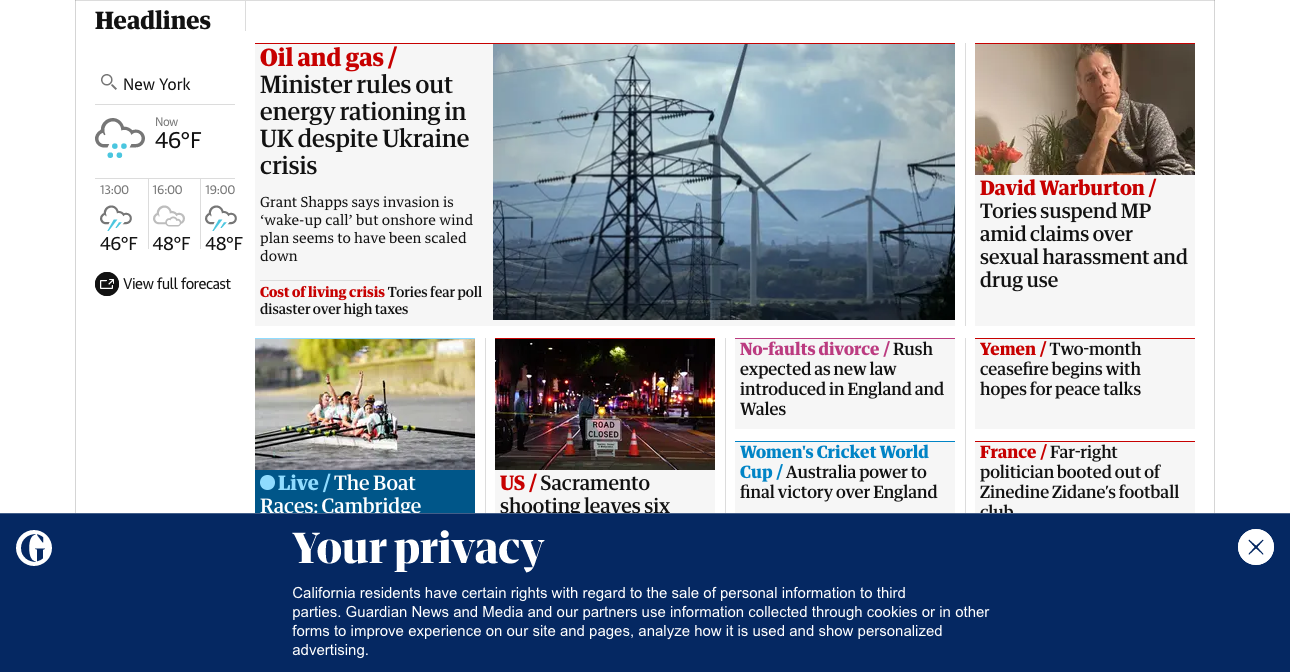 Headlines
New York
Now
46°F
13:00
16:00
19:00
46°F
48°F
48°F
View full forecast
Oil and gas /
Minister rules out
energy rationing in
UK despite Ukraine
crisis
Grant Shapps says invasion is
‘wake-up call’ but onshore wind
plan seems to have been scaled
down
Cost of living crisis Tories fear poll
disaster over high taxes
David Warburton /
Tories suspend MP
amid claims over
sexual harassment and
drug use
Live / The Boat
Races: Cambridge
ROAD
CLOSED
US / Sacramento
shooting leaves six
No-faults divorce / Rush
expected as new law
introduced in England and
Wales
Women's Cricket World
Cup / Australia power to
final victory over England
Yemen / Two-month
ceasefire begins with
hopes for peace talks
France / Far-right
politician booted out of
Zinedine Zidane's football
club
G
Your privacy
California residents have certain rights with regard to the sale of personal information to third
parties. Guardian News and Media and our partners use information collected through cookies or in other
forms to improve experience on our site and pages, analyze how it is used and show personalized
advertising.